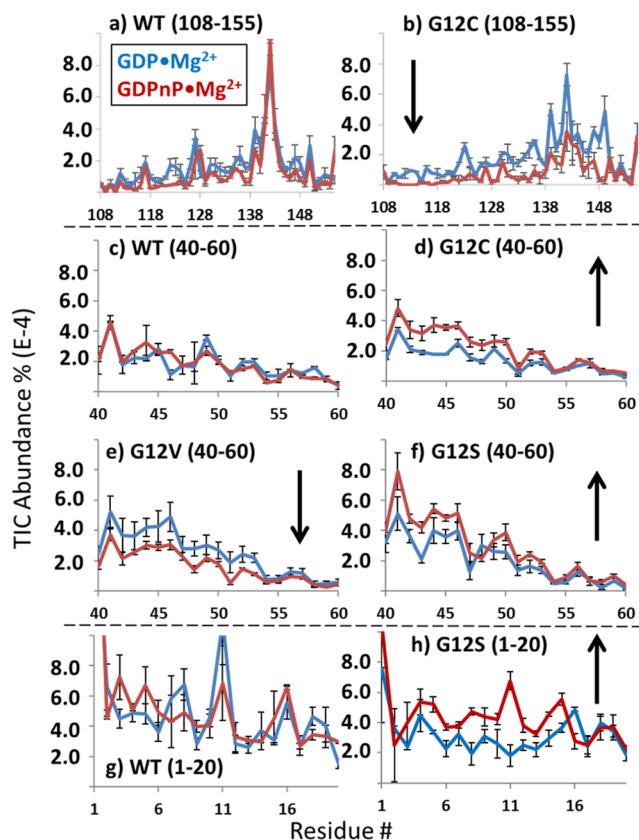 a) WT (108-155)
b) G12C (108-155)
GDP•Mg²⁺
GDPnP•Mg²⁺
8.0
6.0
4.0
2.0
8.0
6.0
4.0
2.0
108 118 128 138 148
108 118 128 138 148
c) WT (40-60)
d) G12C (40-60)
8.0
6.0
4.0
2.0
8.0
6.0
4.0
2.0
40 45 50 55 60
40 45 50 55 60
e) G12V (40-60)
f) G12S (40-60)
8.0
6.0
4.0
2.0
8.0
6.0
4.0
2.0
40 45 50 55 60
40 45 50 55 60
TIC Abundance % (E-4)
h) G12S (1-20)
8.0
6.0
4.0
2.0
8.0
6.0
4.0
2.0
g) WT (1-20)
1 6 11 16
1 6 11 16
Residue #